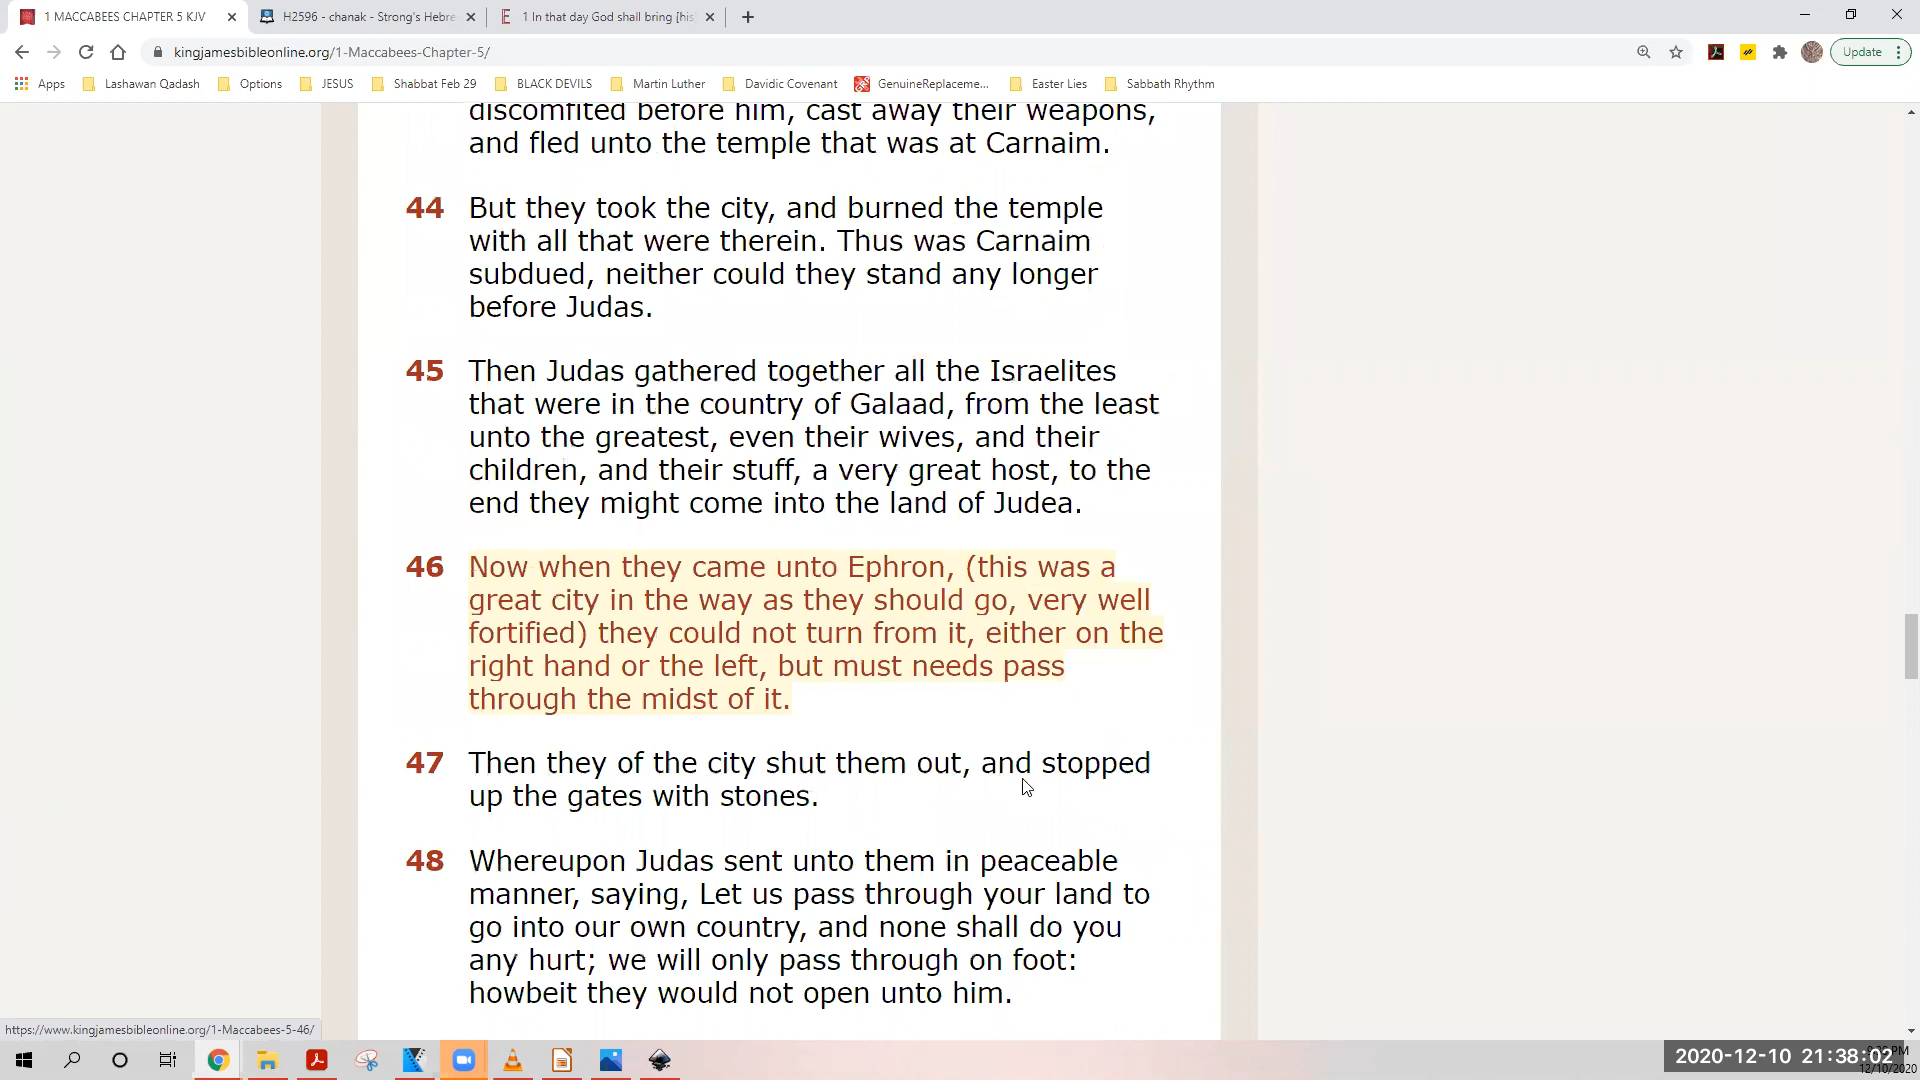 1 MACCABEES CHAPTER 5 KJV
H2596 - chanak - Strong's Hebre
1 In that day God shall bring [his
kingjamesbibleonline.org/1-Maccabees-Chapter-5/
Update
Apps
Lashawan Qadash
Options
JESUS
Shabbat Feb 29
BLACK DEVILS
Martin Luther
Davidic Covenant
GenuineReplaceme...
Easter Lies
Sabbath Rhythm
discomfited before him, cast away their weapons,
and fled unto the temple that was at Carnaim.
44 But they took the city, and burned the temple
with all that were therein. Thus was Carnaim
subdued, neither could they stand any longer
before Judas.
45 Then Judas gathered together all the Israelites
that were in the country of Galaad, from the least
unto the greatest, even their wives, and their
children, and their stuff, a very great host, to the
end they might come into the land of Judea.
46 Now when they came unto Ephron, (this was a
great city in the way as they should go, very well
fortified) they could not turn from it, either on the
right hand or the left, but must needs pass
through the midst of it.
47 Then they of the city shut them out, and stopped
up the gates with stones.
48 Whereupon Judas sent unto them in peaceable
manner, saying, Let us pass through your land to
go into our own country, and none shall do you
any hurt; we will only pass through on foot:
howbeit they would not open unto him.
https://www.kingjamesbibleonline.org/1-Maccabees-5-46/
2020-12-10 21:38:02
12/10/2020